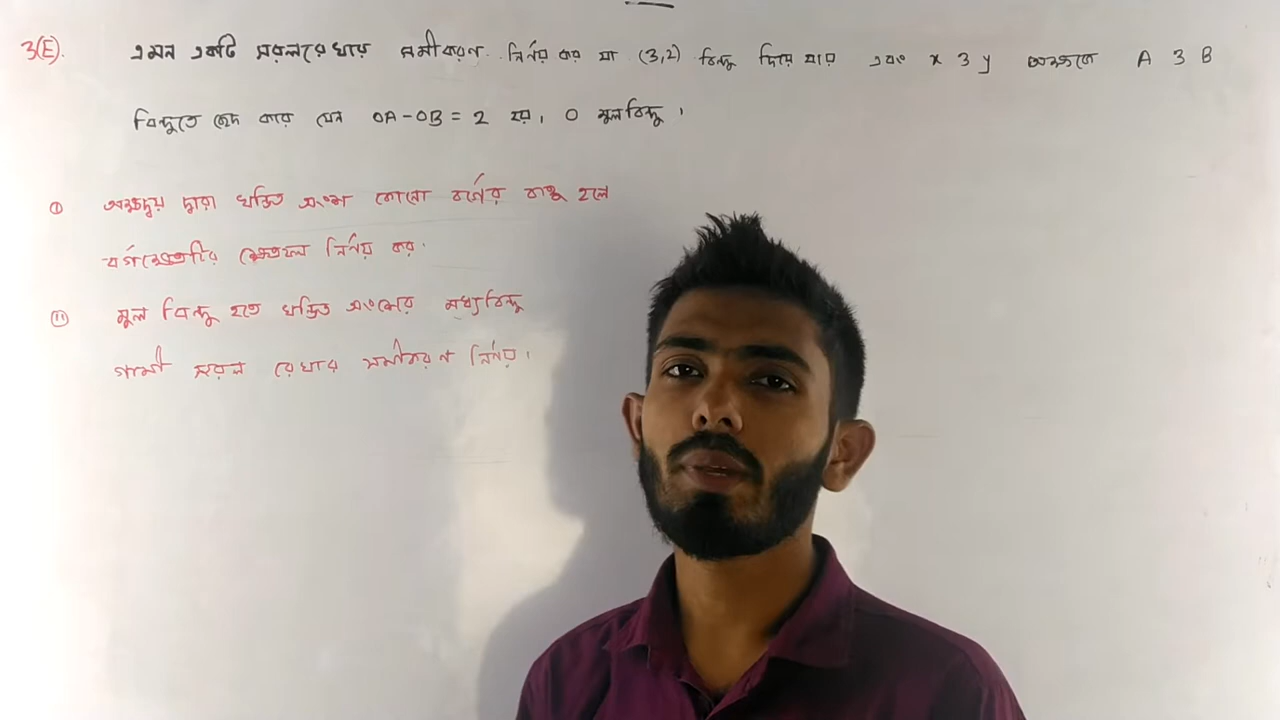 3(E). এমন একটি সরলরেখার সমীকরণ নির্ণয় কর যা (3,2) বিন্দু দিয়ে যায় এবং x ও y অক্ষকে A ও B
বিন্দুতে ছেদ করে যেন OA-OB = 2 হয়, O মূলবিন্দু।
(i) অক্ষদ্বয় দ্বারা খন্ডিত অংশ কোনো বর্গের বাহু হলে
বর্গক্ষেত্রটির ক্ষেত্রফল নির্ণয় কর।
(ii) মূল বিন্দু হতে খন্ডিত অংশের মধ্যবিন্দু
গামী সরল রেখার সমীকরণ নির্ণয়।